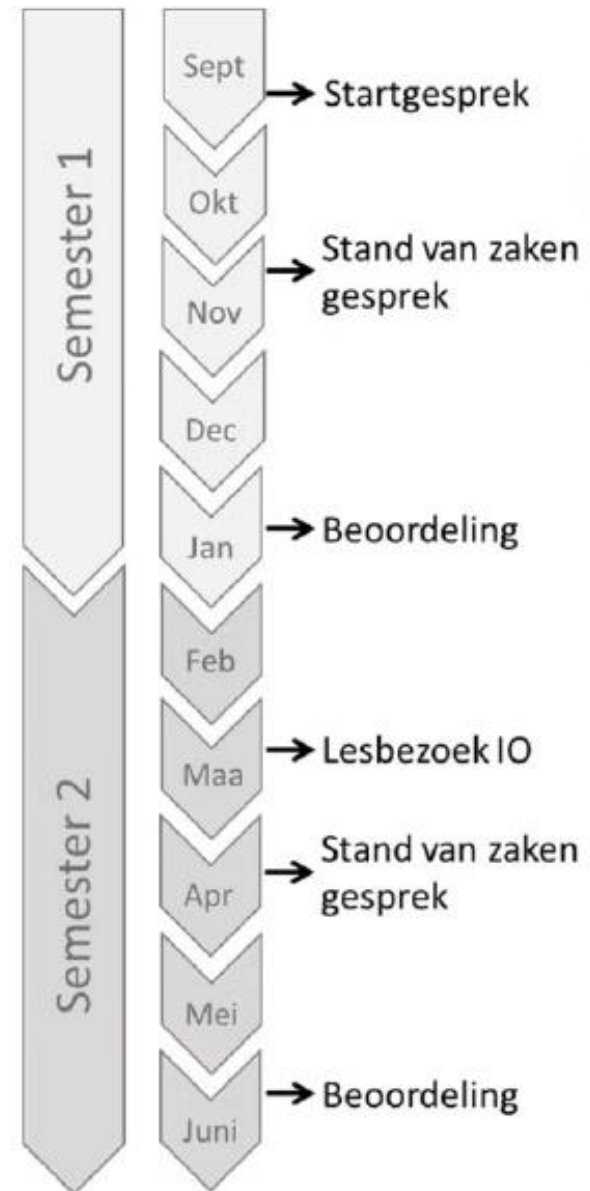 Semester 1
Sept
Startgesprek
Okt
Stand van zaken
gesprek
Nov
Dec
Beoordeling
Jan
Semester 2
Feb
Lesbezoek IO
Maa
Stand van zaken
gesprek
Apr
Mei
Beoordeling
Juni